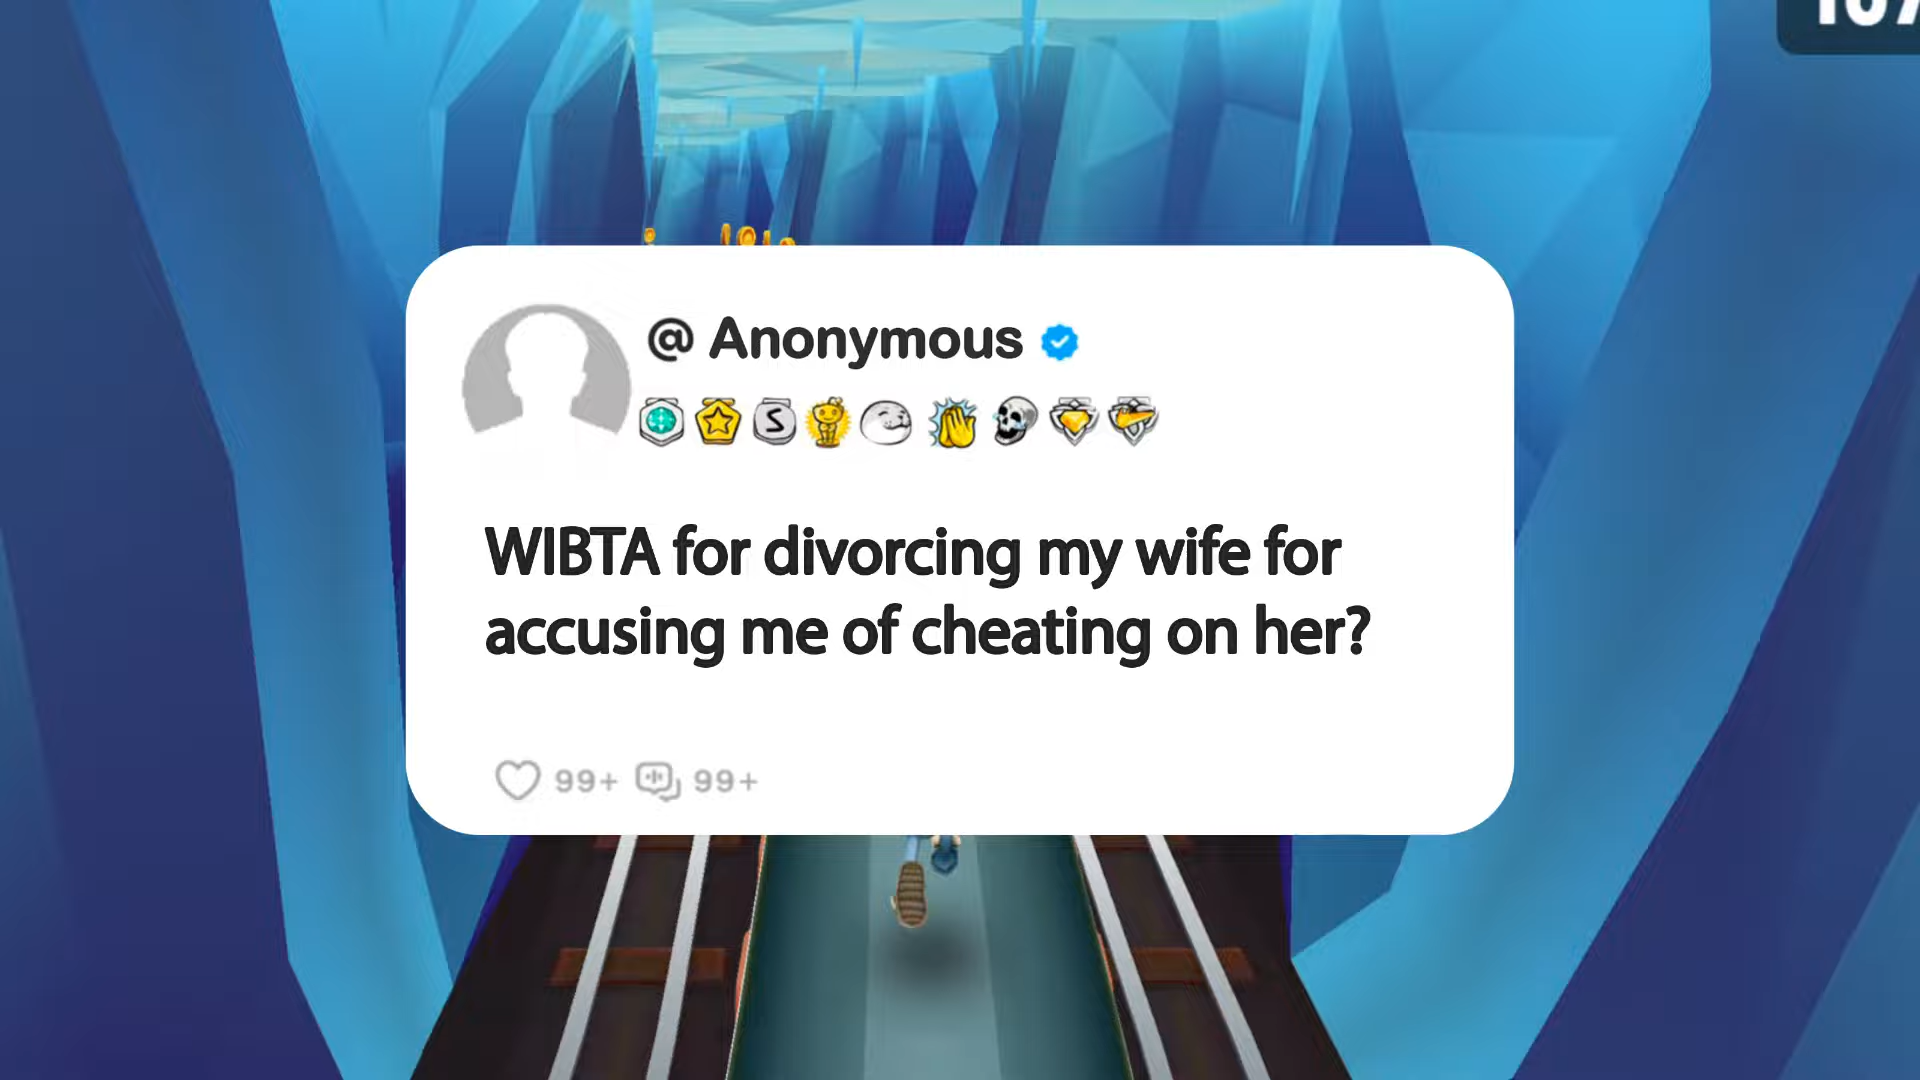 @ Anonymous
WIBTA for divorcing my wife for
accusing me of cheating on her?
99+ 99+